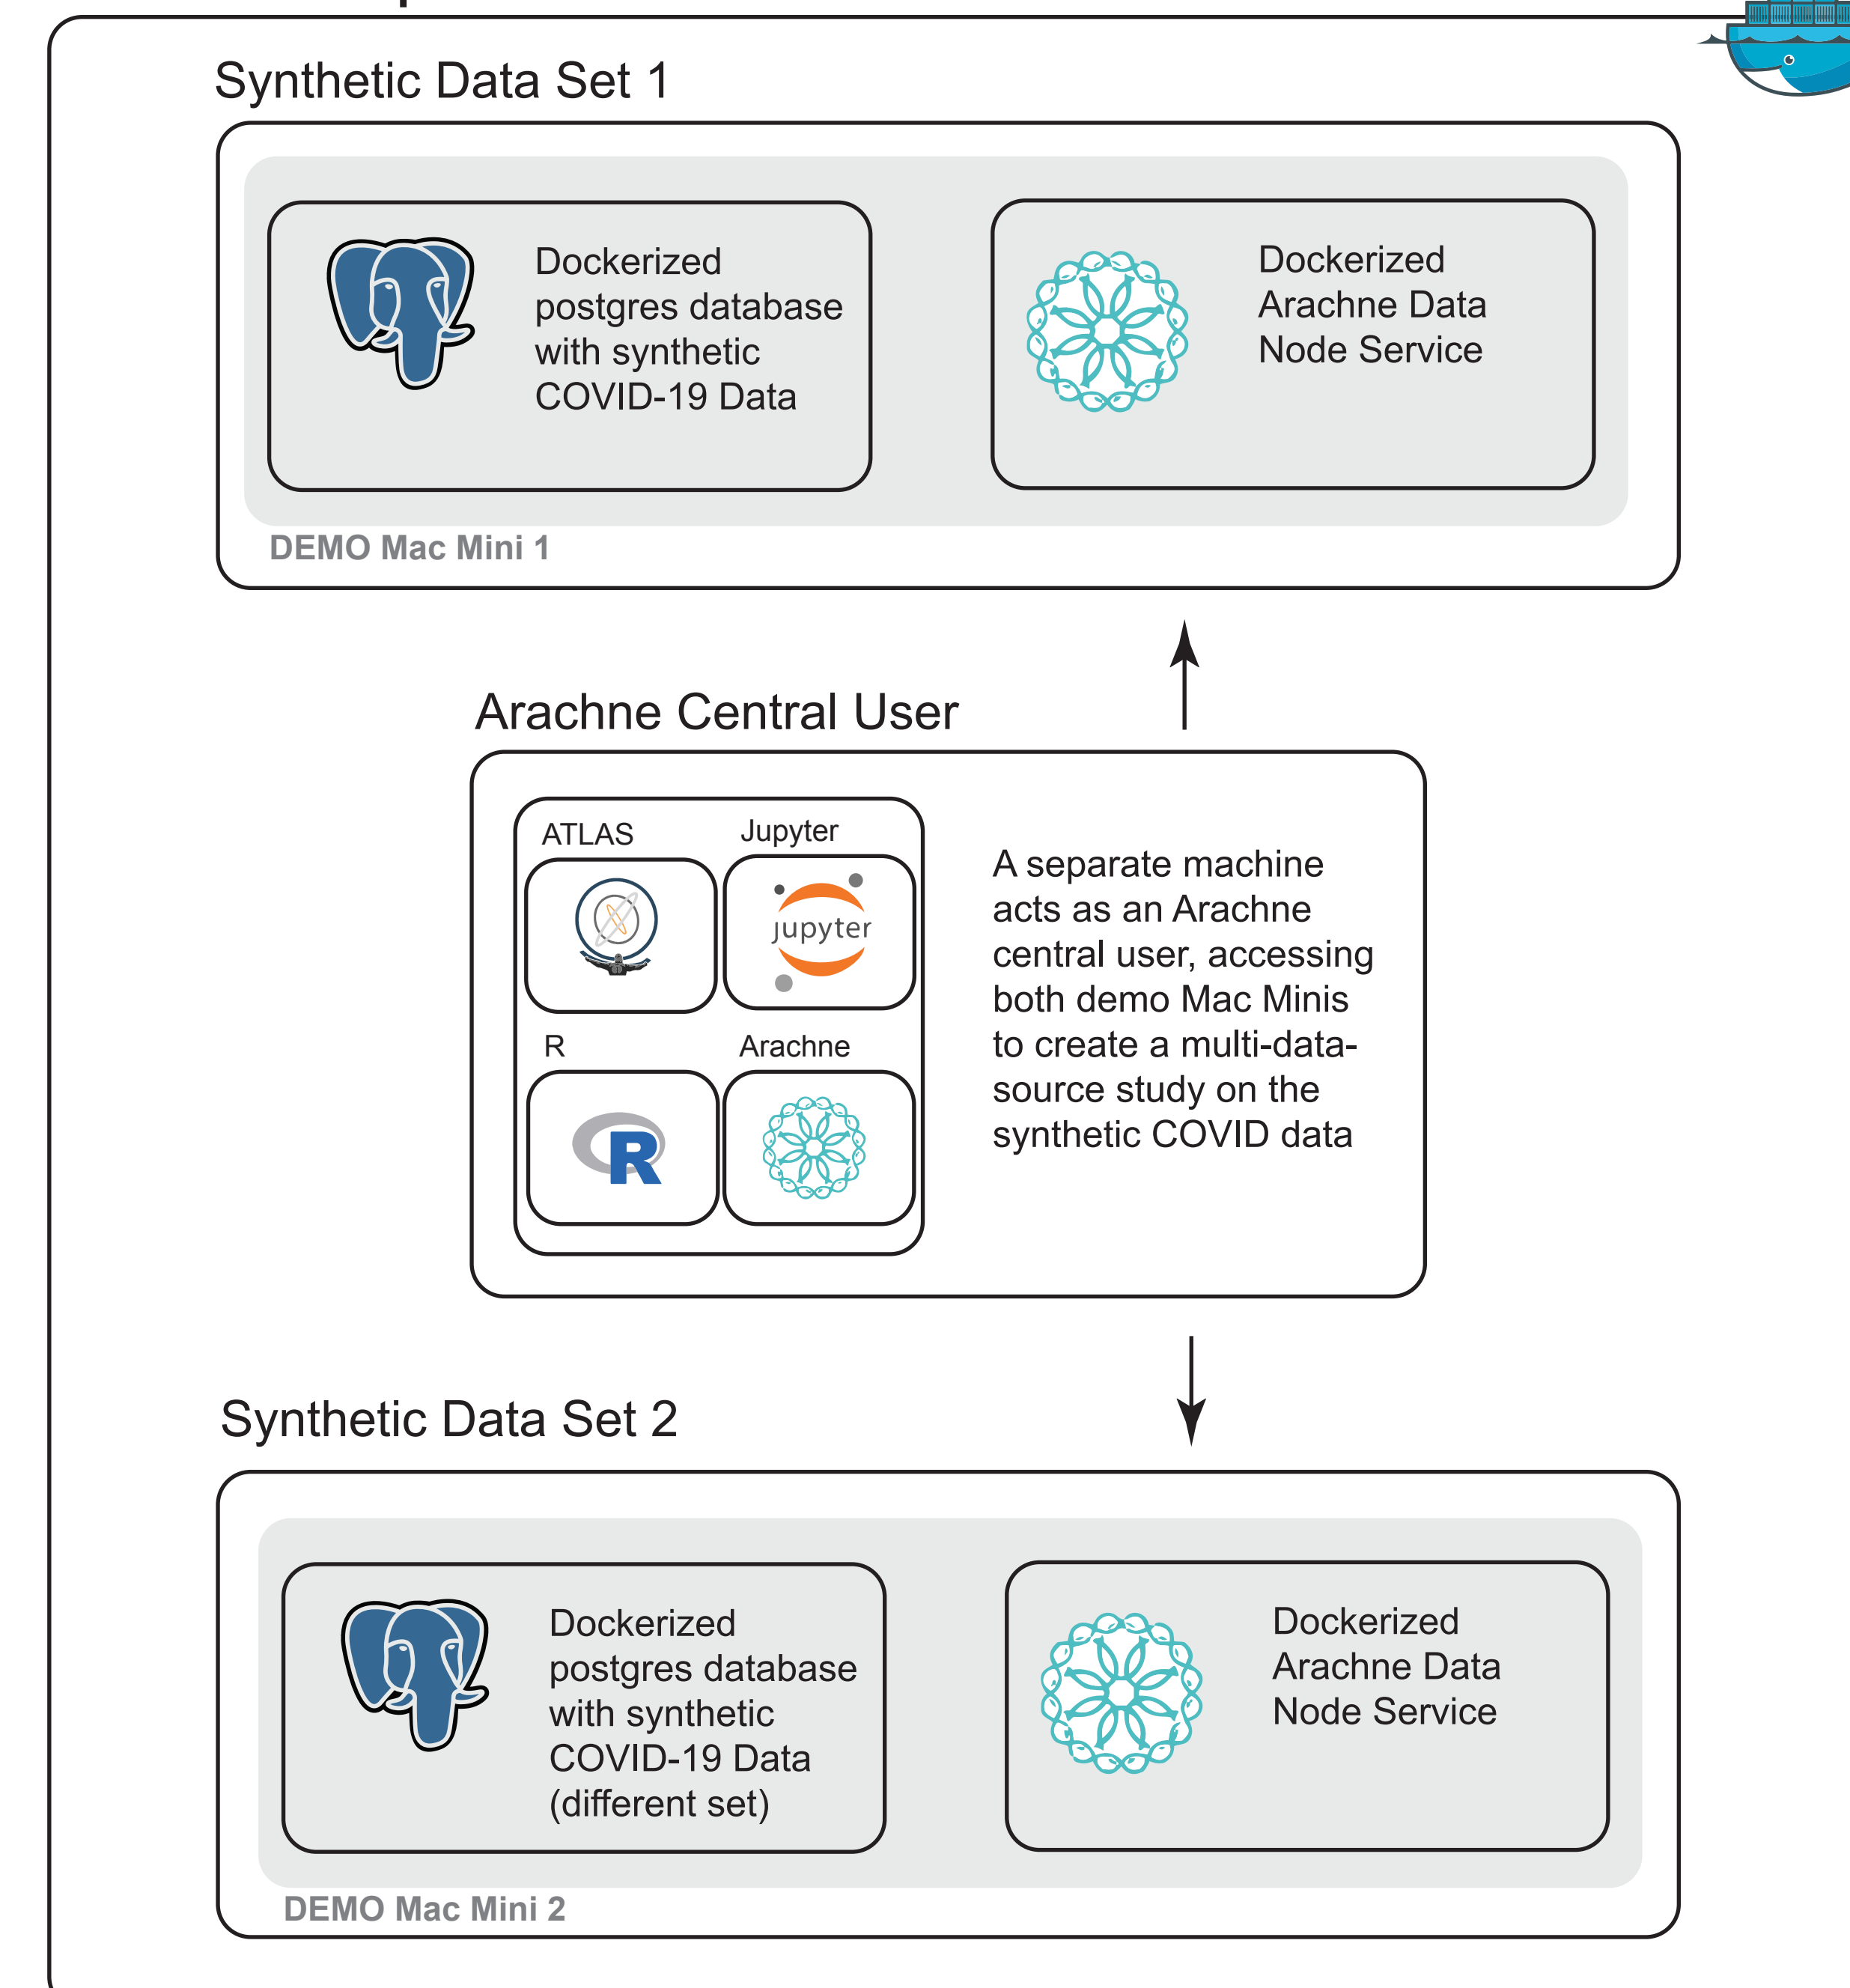 Synthetic Data Set 1
Dockerized
postgres database
with synthetic
COVID-19 Data
Dockerized
Arachne Data
Node Service
DEMO Mac Mini 1
Arachne Central User
ATLAS
Jupyter
jupyter
R
Arachne
R
A separate machine
acts as an Arachne
central user, accessing
both demo Mac Minis
to create a multi-data-
source study on the
synthetic COVID data
Synthetic Data Set 2
Dockerized
postgres database
with synthetic
COVID-19 Data
(different set)
Dockerized
Arachne Data
Node Service
DEMO Mac Mini 2